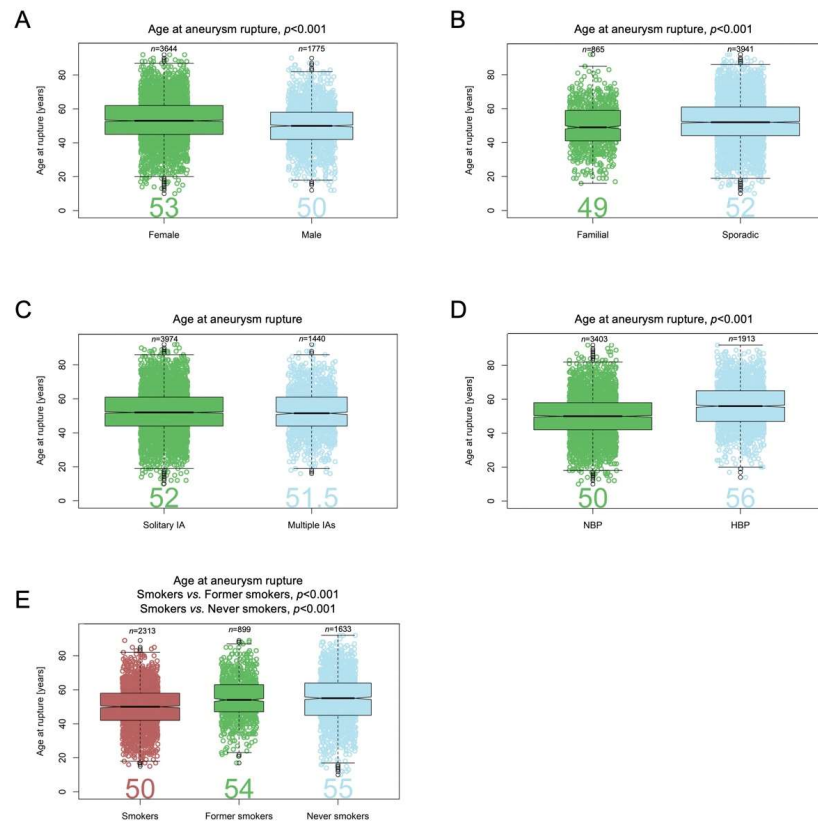 A
Age at aneurysm rupture, p<0.001
n=3644
n=1775
Age at rupture [years]
80
60
40
20
0
53
50
Female
Male
B
Age at aneurysm rupture, p<0.001
n=865
n=3941
Age at rupture [years]
80
60
40
20
0
49
52
Familial
Sporadic
C
Age at aneurysm rupture
n=3974
n=1440
Age at rupture [years]
80
60
40
20
0
52
51.5
Solitary IA
Multiple IAs
D
Age at aneurysm rupture, p<0.001
n=3403
n=1913
Age at rupture [years]
80
60
40
20
0
50
56
NBP
HBP
E
Age at aneurysm rupture
Smokers vs. Former smokers, p<0.001
Smokers vs. Never smokers, p<0.001
n=2313
n=899
n=1633
Age at rupture [years]
80
60
40
20
0
50
54
55
Smokers
Former smokers
Never smokers